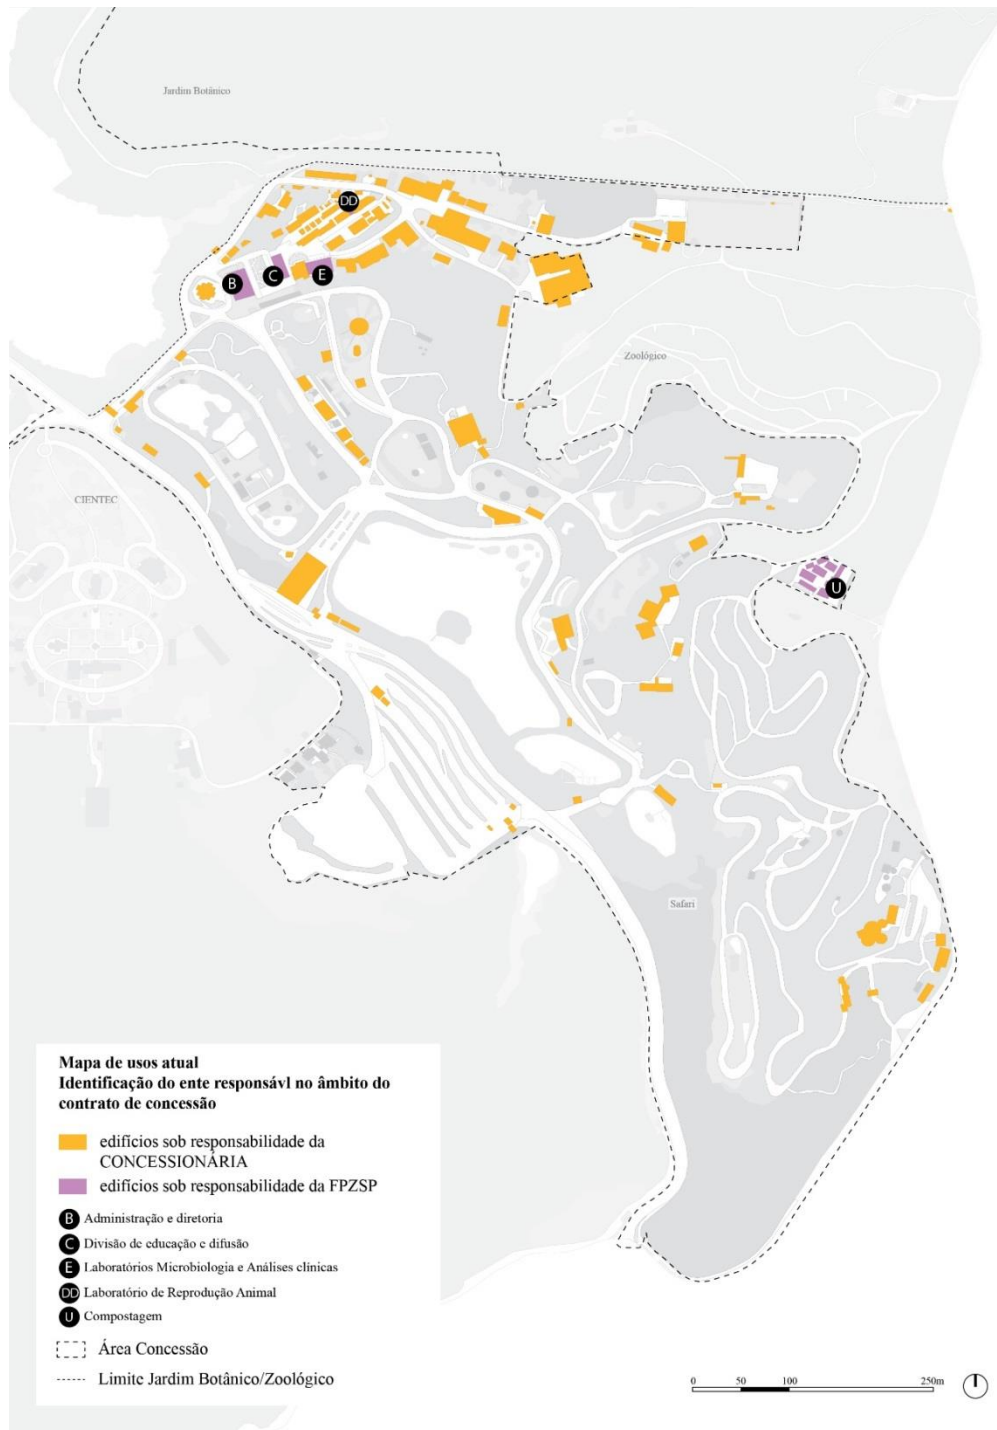 Jardim Botânico
DD
B
C
E
Zoológico
CIENTEC
U
Safari
Mapa de usos atual
Identificação do ente responsávl no âmbito do
contrato de concessão
edifícios sob responsabilidade da
CONCESSIONÁRIA
edifícios sob responsabilidade da FPZSP
B Administração e diretoria
C Divisão de educação e difusão
E Laboratórios Microbiologia e Análises clínicas
DD Laboratório de Reprodução Animal
U Compostagem
Área Concessão
Limite Jardim Botânico/Zoológico
0 50 100 250m